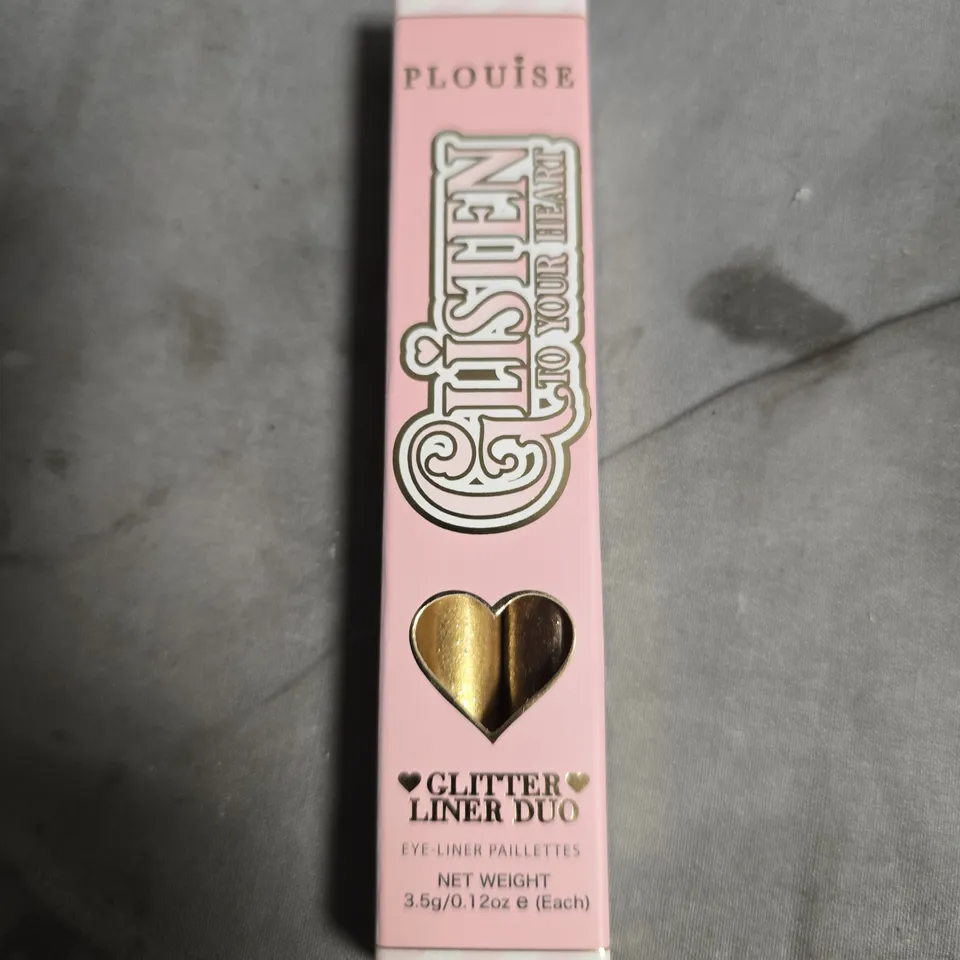 PLOUISE
GLISTEN
TO YOUR HEART
GLITTER
LINER DUO
EYE-LINER PAILLETTES
NET WEIGHT
3.5g/0.12oz e (Each)